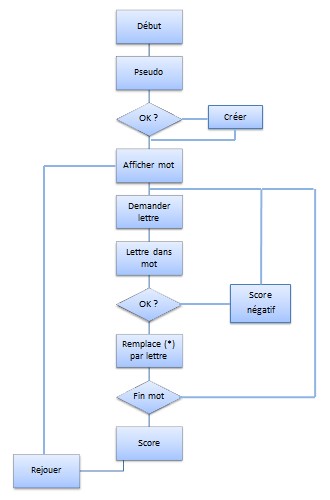 Début
Pseudo
OK ?
Créer
Afficher mot
Demander
lettre
Lettre dans
mot
OK ?
Score
négatif
Remplace (*)
par lettre
Fin mot
Score
Rejouer